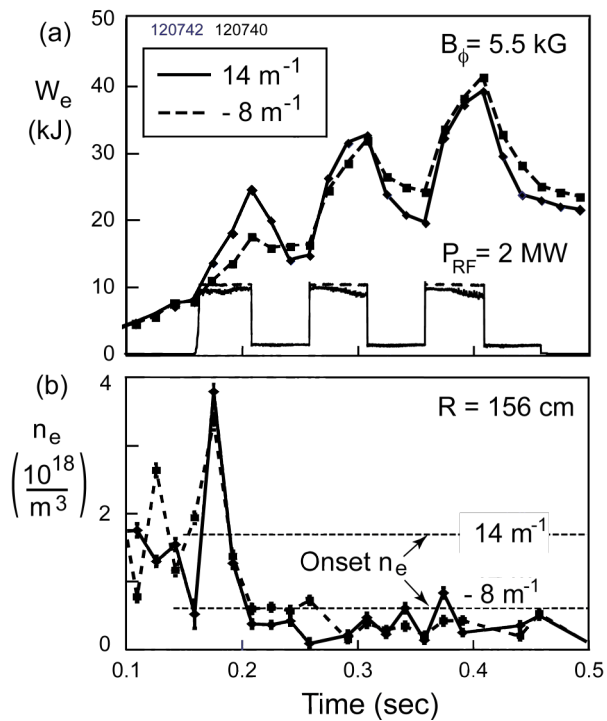 (a)
120742 120740
14 m⁻¹
- 8 m⁻¹
B_ϕ = 5.5 kG
W_e
(kJ)
50
40
30
20
10
0
P_RF = 2 MW
(b)
4
2
0
n_e
(10¹⁸
m³)
R = 156 cm
14 m⁻¹
Onset n_e
- 8 m⁻¹
0.1 0.2 0.3 0.4 0.5
Time (sec)